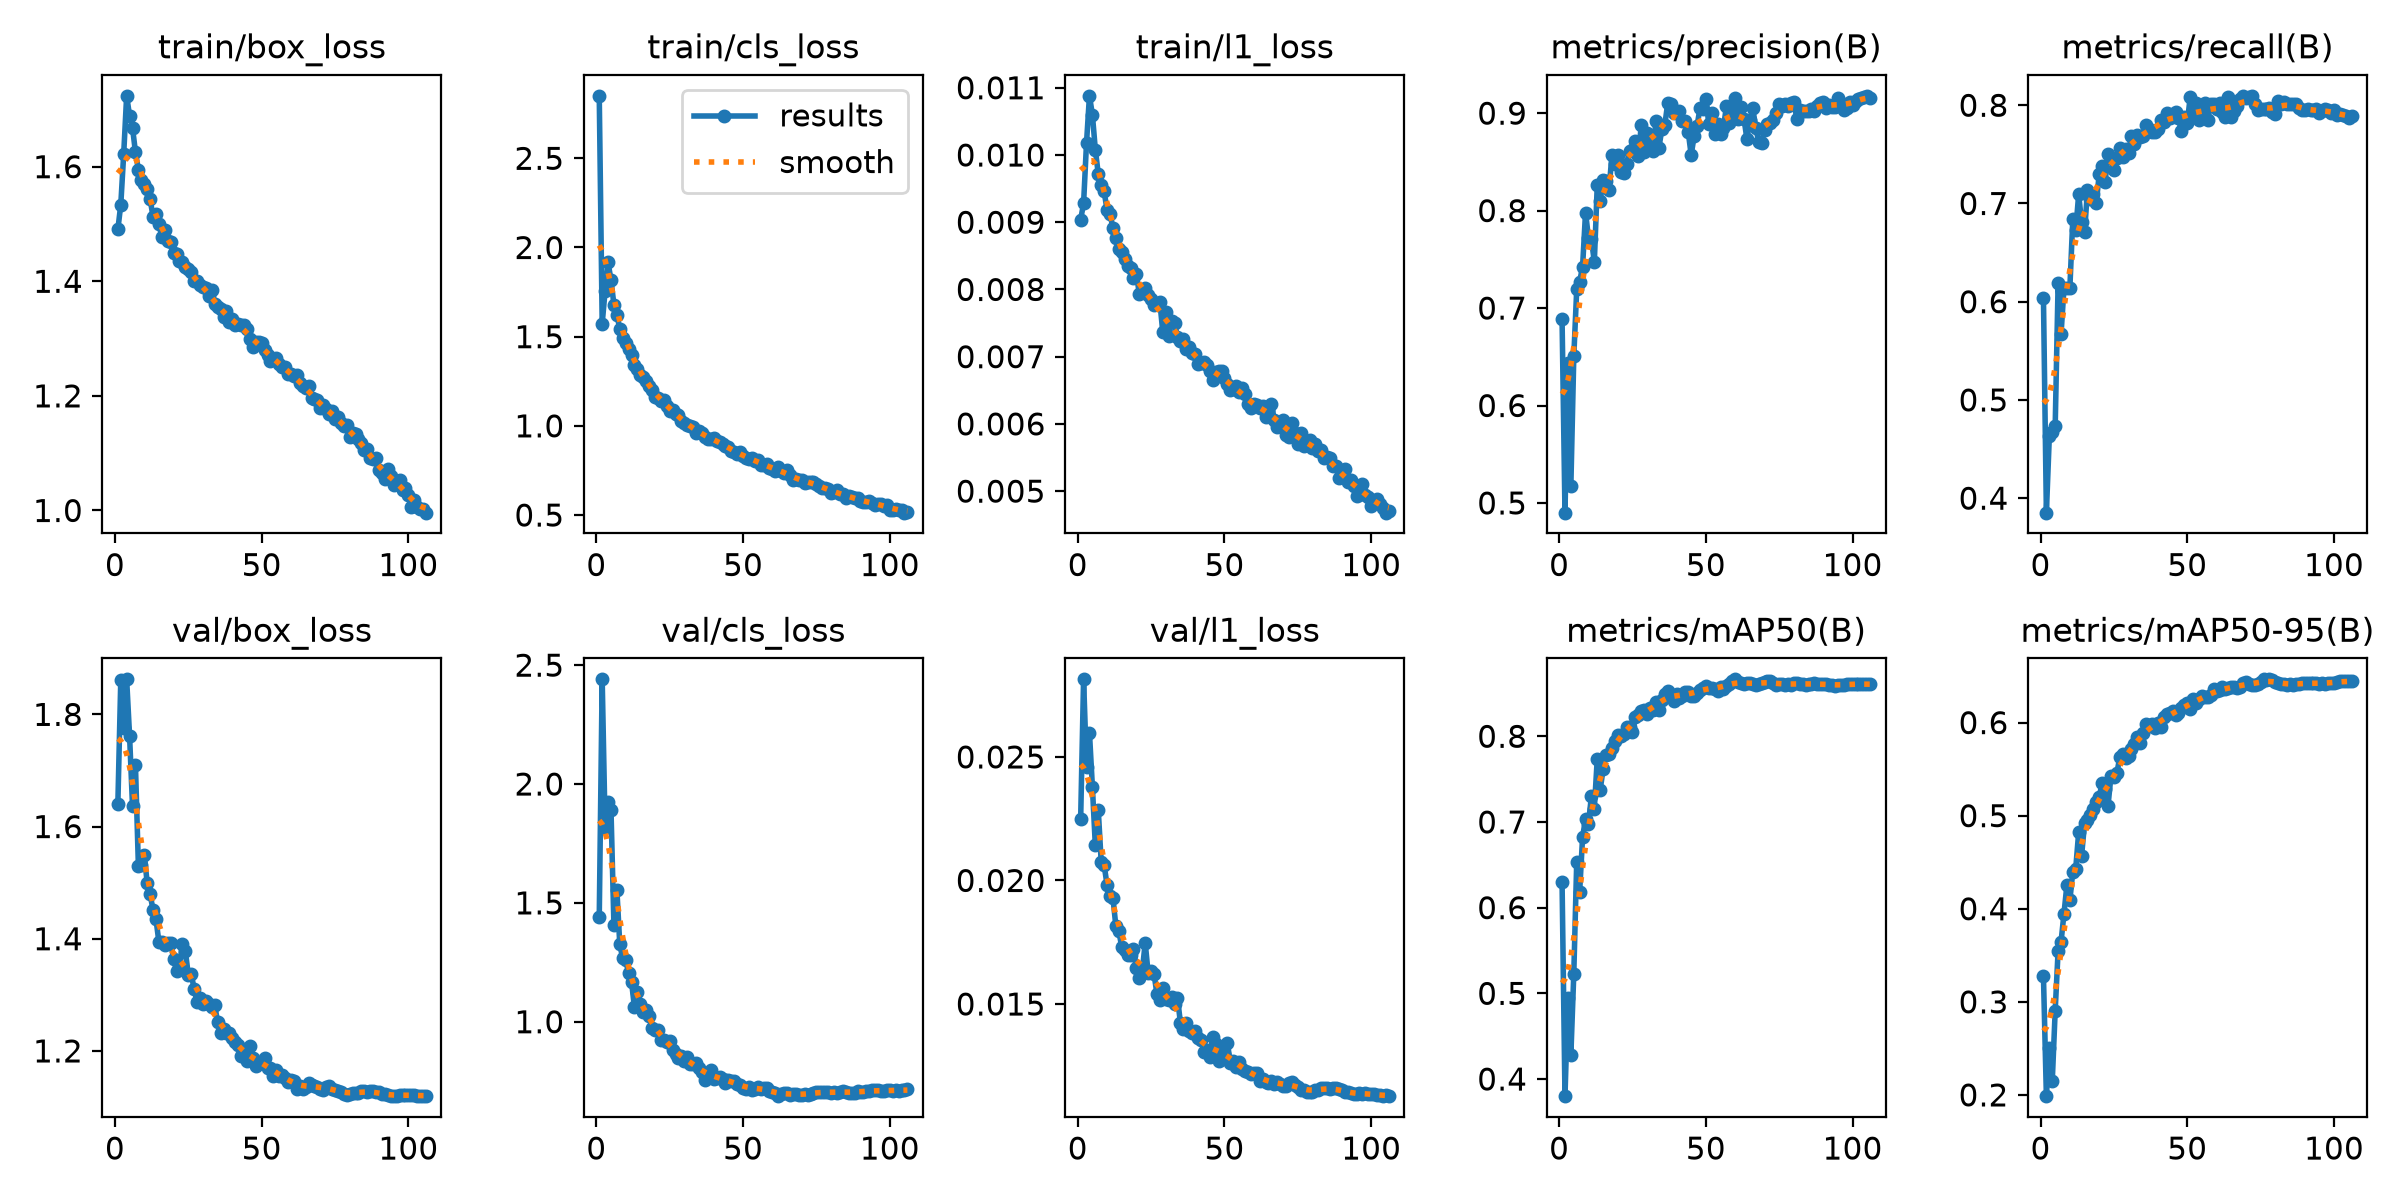 train/box_loss
1.6
1.4
1.2
1.0
0 50 100
train/cls_loss
results
smooth
2.5
2.0
1.5
1.0
0.5
0 50 100
train/l1_loss
0.011
0.010
0.009
0.008
0.007
0.006
0.005
0 50 100
metrics/precision(B)
0.9
0.8
0.7
0.6
0.5
0 50 100
metrics/recall(B)
0.8
0.7
0.6
0.5
0.4
0 50 100
val/box_loss
1.8
1.6
1.4
1.2
0 50 100
val/cls_loss
2.5
2.0
1.5
1.0
0 50 100
val/l1_loss
0.025
0.020
0.015
0 50 100
metrics/mAP50(B)
0.8
0.7
0.6
0.5
0.4
0 50 100
metrics/mAP50-95(B)
0.6
0.5
0.4
0.3
0.2
0 50 100